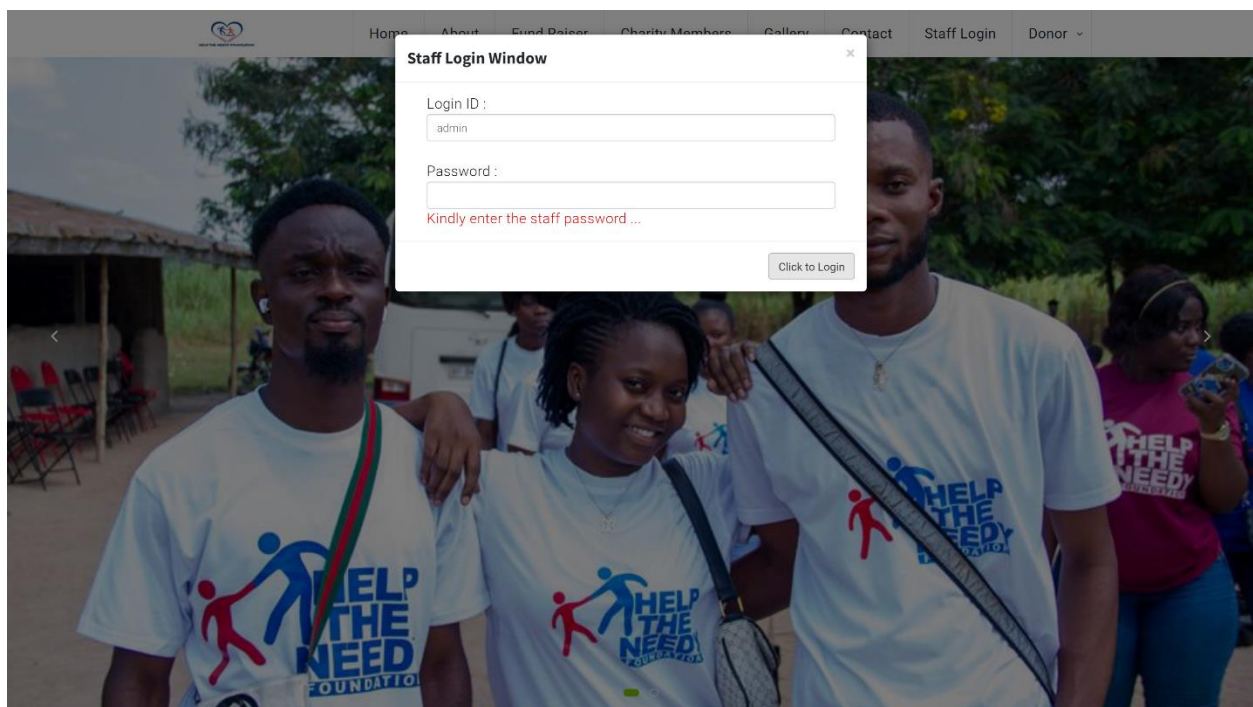 Home About Fund Raiser Charity Members Gallery Contact Staff Login Donor
Staff Login Window
×
Login ID :
admin
Password :
Kindly enter the staff password ...
Click to Login
HELP
THE
NEED
FOUNDATIO
HELP
THE
NEEDY
FOUNDATION
HELP
THE
NEEDY
FOUNDATION
HELP
THE
NEEDY
FOUNDATION